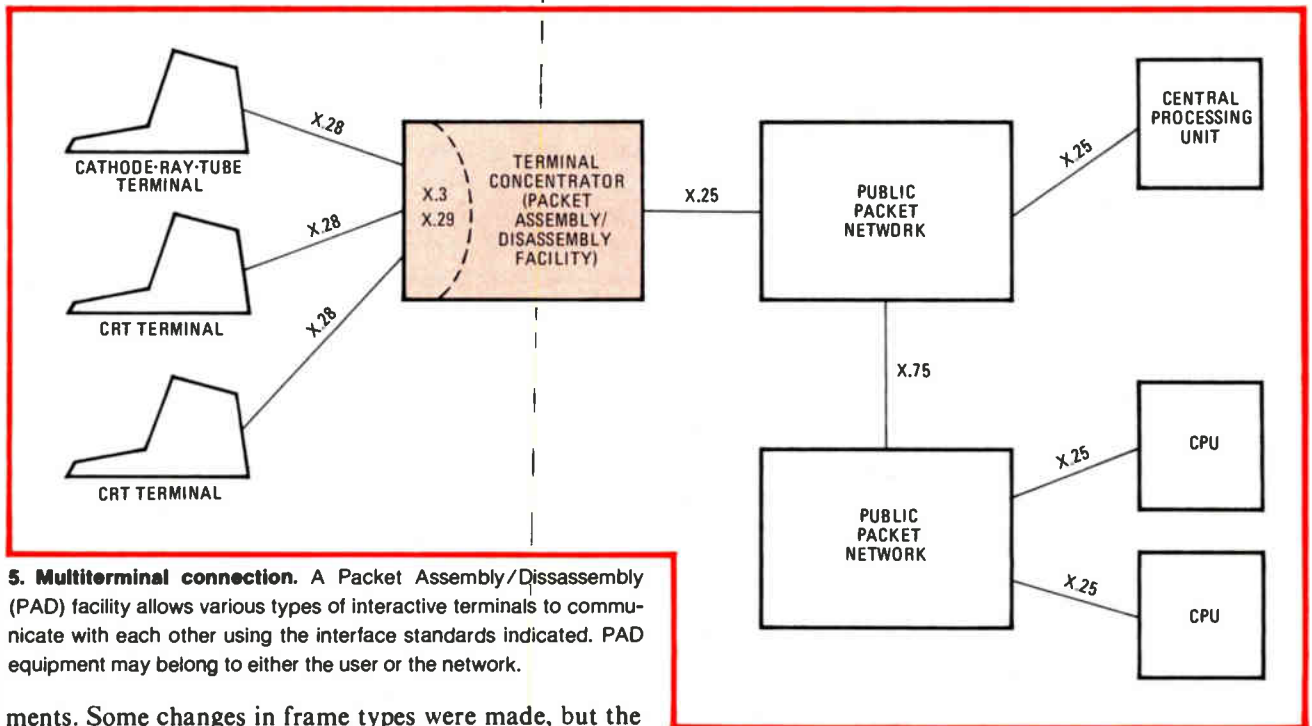 X.28
CATHODE-RAY-TUBE
TERMINAL
X.28
CRT TERMINAL
X.28
CRT TERMINAL
X.3
X.29
TERMINAL
CONCENTRATOR
(PACKET
ASSEMBLY/
DISASSEMBLY
FACILITY)
X.25
PUBLIC
PACKET
NETWORK
X.25
CENTRAL
PROCESSING
UNIT
X.75
PUBLIC
PACKET
NETWORK
X.25
CPU
X.25
CPU
5. Multiterminal connection. A Packet Assembly/Dissassembly
(PAD) facility allows various types of interactive terminals to commu-
nicate with each other using the interface standards indicated. PAD
equipment may belong to either the user or the network.
ments. Some changes in frame types were made, but the